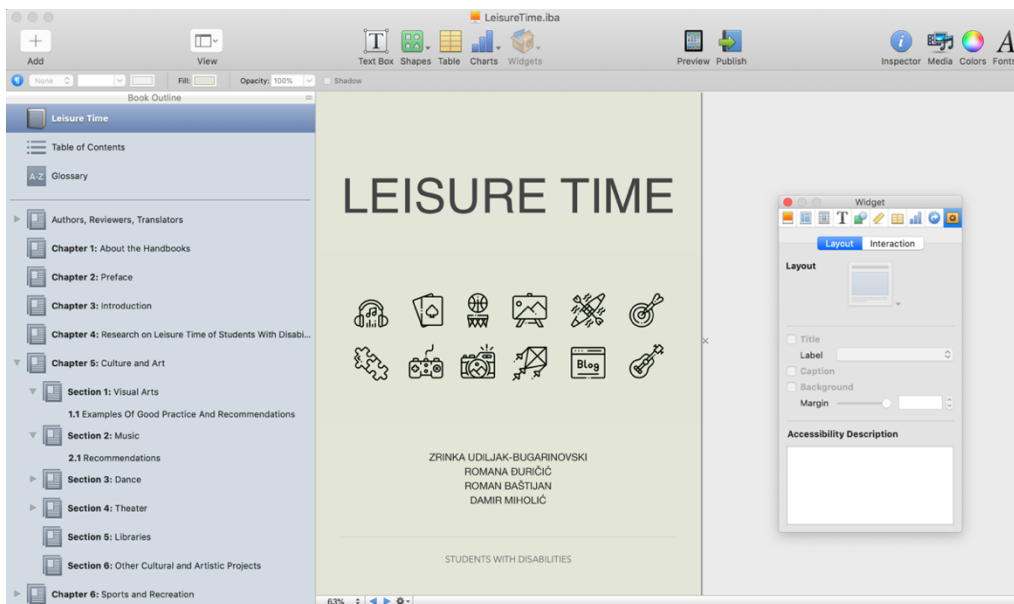 LeisureTime.iba
Add
View
Text Box
Shapes
Table
Charts
Widgets
Preview
Publish
Inspector
Media
Colors
Fonts
None
Fill:
Opacity: 100%
Shadow
Book Outline
Leisure Time
Table of Contents
A-Z Glossary
Authors, Reviewers, Translators
Chapter 1: About the Handbooks
Chapter 2: Preface
Chapter 3: Introduction
Chapter 4: Research on Leisure Time of Students With Disabi...
Chapter 5: Culture and Art
Section 1: Visual Arts
1.1 Examples Of Good Practice And Recommendations
Section 2: Music
2.1 Recommendations
Section 3: Dance
Section 4: Theater
Section 5: Libraries
Section 6: Other Cultural and Artistic Projects
Chapter 6: Sports and Recreation
LEISURE TIME
Blog
ZRINKA UDILJAK-BUGARINOVSKI
ROMANA ĐURIČIĆ
ROMAN BAŠTIJAN
DAMIR MIHOLIĆ
STUDENTS WITH DISABILITIES
63%
Widget
T
Layout
Interaction
Layout
Title
Label
Caption
Background
Margin
Accessibility Description